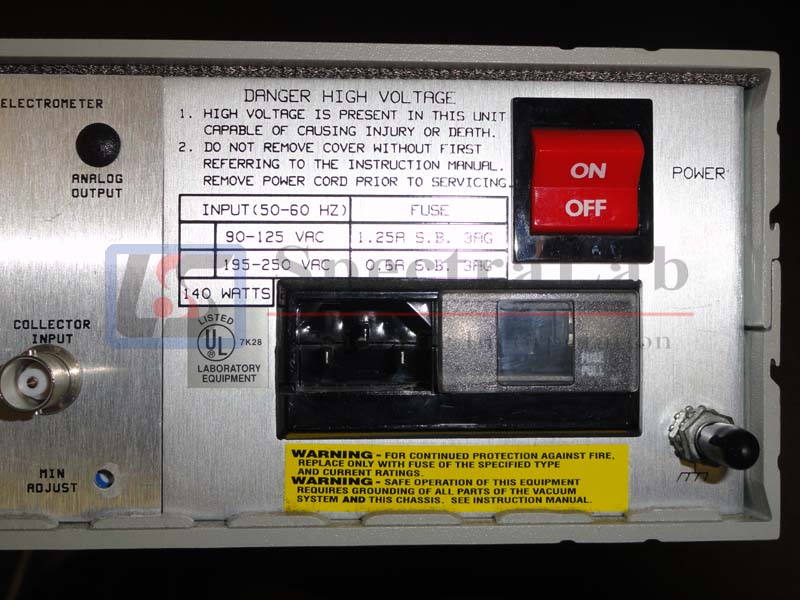 ELECTROMETER
ANALOG
OUTPUT
COLLECTOR
INPUT
MIN
ADJUST
DANGER HIGH VOLTAGE
1. HIGH VOLTAGE IS PRESENT IN THIS UNIT
CAPABLE OF CAUSING INJURY OR DEATH.
2. DO NOT REMOVE COVER WITHOUT FIRST
REFERRING TO THE INSTRUCTION MANUAL.
REMOVE POWER CORD PRIOR TO SERVICING.
INPUT(50-60 HZ) FUSE
90-125 VAC 1.25A S.B. 3AG
195-250 VAC 0.6A S.B. 3AG
140 WATTS
ON
OFF
POWER
SpectraLab
LISTED
UL
7K28
LABORATORY
EQUIPMENT
FUSE
PULL
WARNING - FOR CONTINUED PROTECTION AGAINST FIRE,
REPLACE ONLY WITH FUSE OF THE SPECIFIED TYPE
AND CURRENT RATINGS.
WARNING - SAFE OPERATION OF THIS EQUIPMENT
REQUIRES GROUNDING OF ALL PARTS OF THE VACUUM
SYSTEM AND THIS CHASSIS. SEE INSTRUCTION MANUAL.